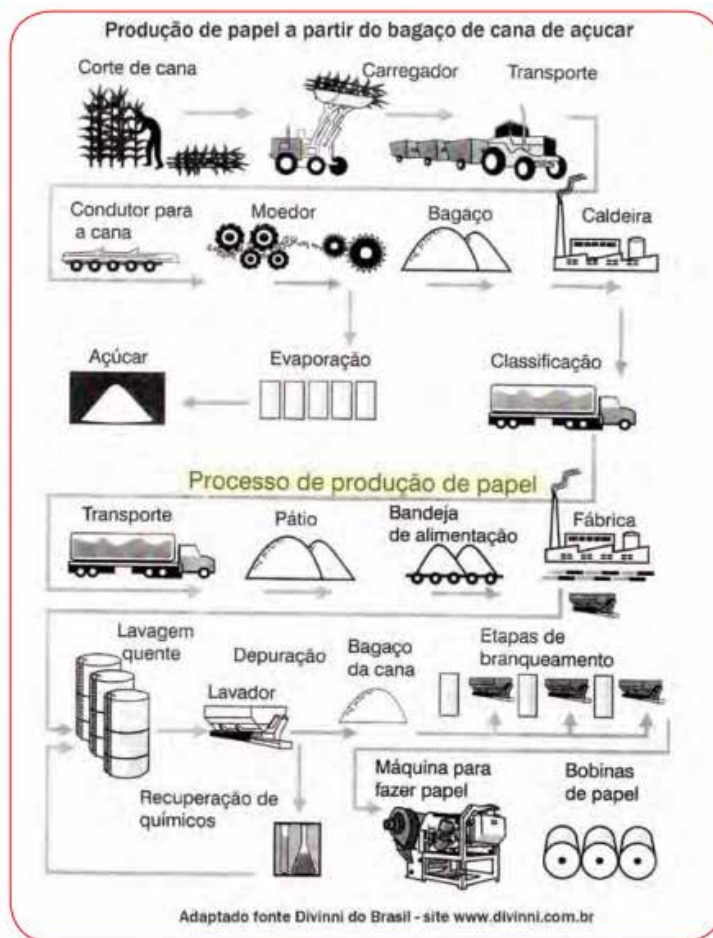 Produção de papel a partir do bagaço de cana de açucar
Corte de cana
Carregador
Transporte
Condutor para
a cana
Moedor
Bagaço
Caldeira
Açúcar
Evaporação
Classificação
Processo de produção de papel
Transporte
Pátio
Bandeja
de alimentação
Fábrica
Lavagem
quente
Depuração
Lavador
Bagaço
da cana
Etapas de
branqueamento
Recuperação de
químicos
Máquina para
fazer papel
Bobinas
de papel
Adaptado fonte Divinni do Brasil - site www.divinni.com.br